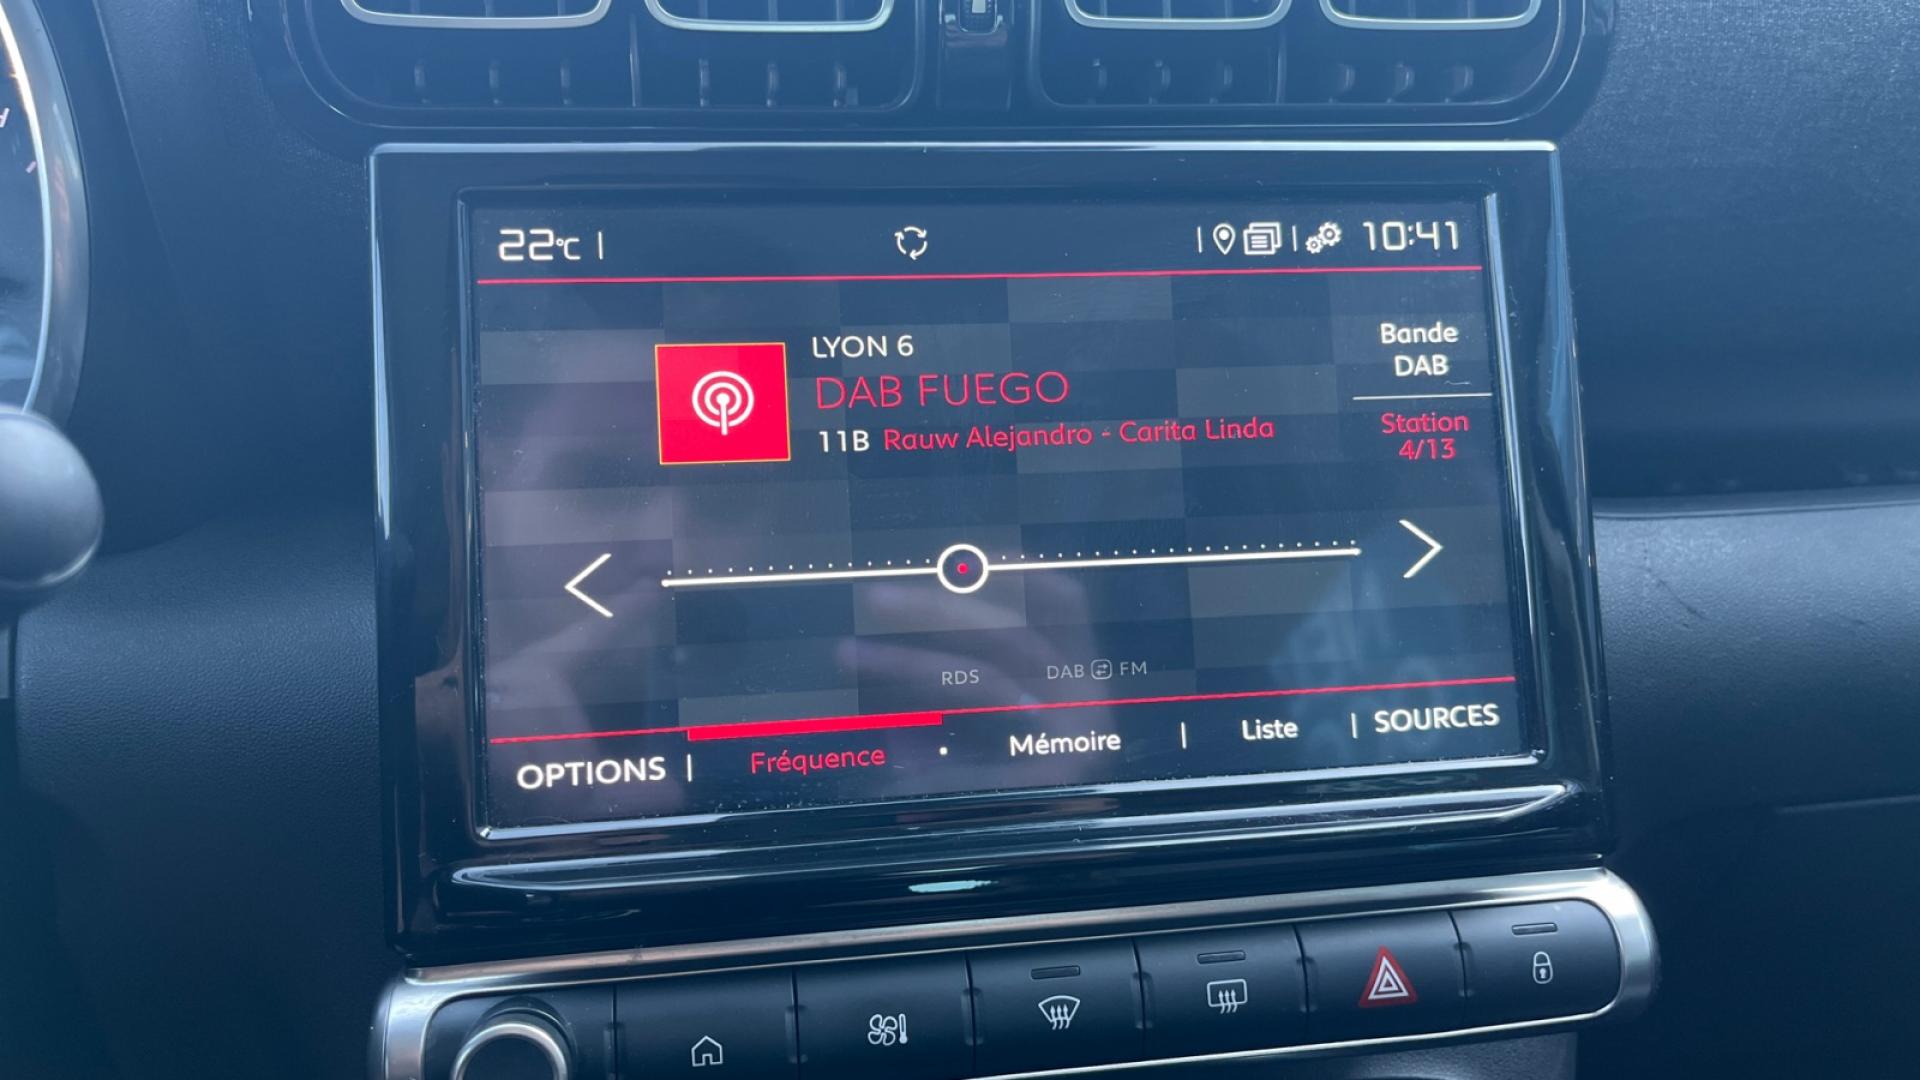 22°C |
| | 10:41
LYON 6
DAB FUEGO
11B Rauw Alejandro - Carita Linda
Bande
DAB
Station
4/13
RDS
DAB FM
OPTIONS | Fréquence . Mémoire | Liste | SOURCES